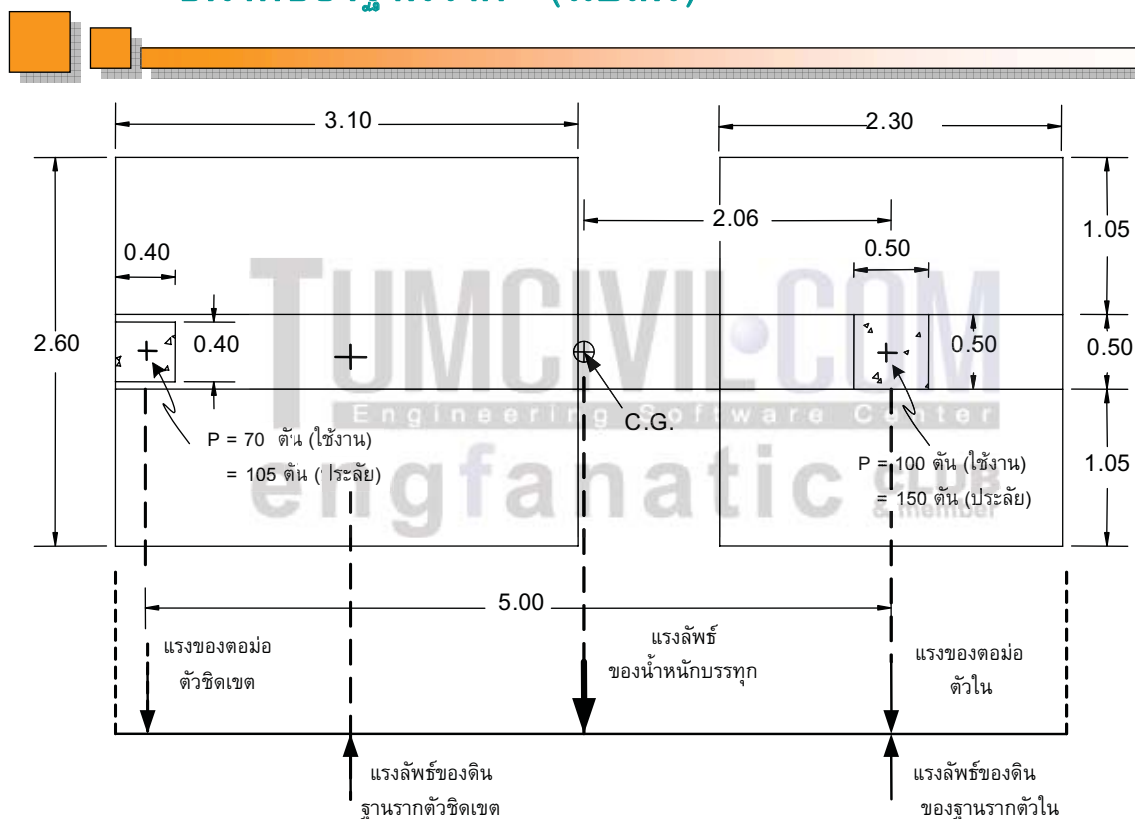 3.10
2.30
2.06
1.05
0.40
0.50
2.60
0.40
0.50
0.50
TUMCIVIL.COM
Engineering Software Center
C.G.
P = 70 ตัน (ใช้งาน)
= 105 ตัน (ประลัย)
P = 100 ตัน (ใช้งาน)
= 150 ตัน (ประลัย)
1.05
engfanatic CLUB
& member
5.00
แรงของตอม่อ
ตัวชิดเขต
แรงลัพธ์
ของน้ำหนักบรรทุก
แรงของตอม่อ
ตัวใน
แรงลัพธ์ของดิน
ฐานรากตัวชิดเขต
แรงลัพธ์ของดิน
ของฐานรากตัวใน